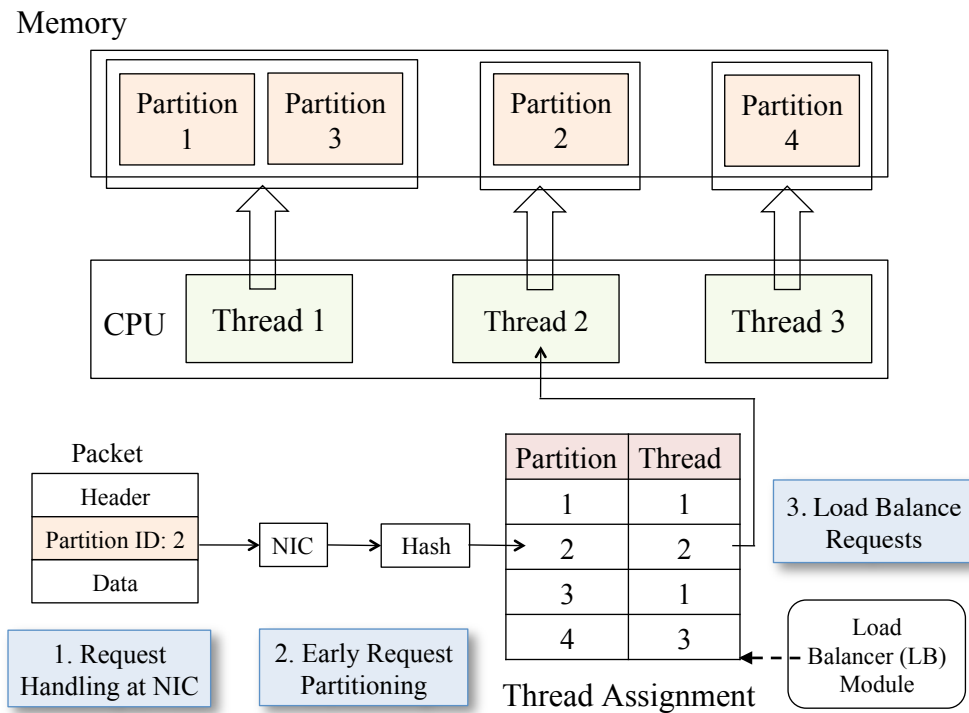 Memory
Partition
1
Partition
3
Partition
2
Partition
4
CPU
Thread 1
Thread 2
Thread 3
Packet
Header
Partition ID: 2
Data
NIC
Hash
Partition Thread
1 1
2 2
3 1
4 3
Thread Assignment
3. Load Balance
Requests
Load
Balancer (LB)
Module
1. Request
Handling at NIC
2. Early Request
Partitioning